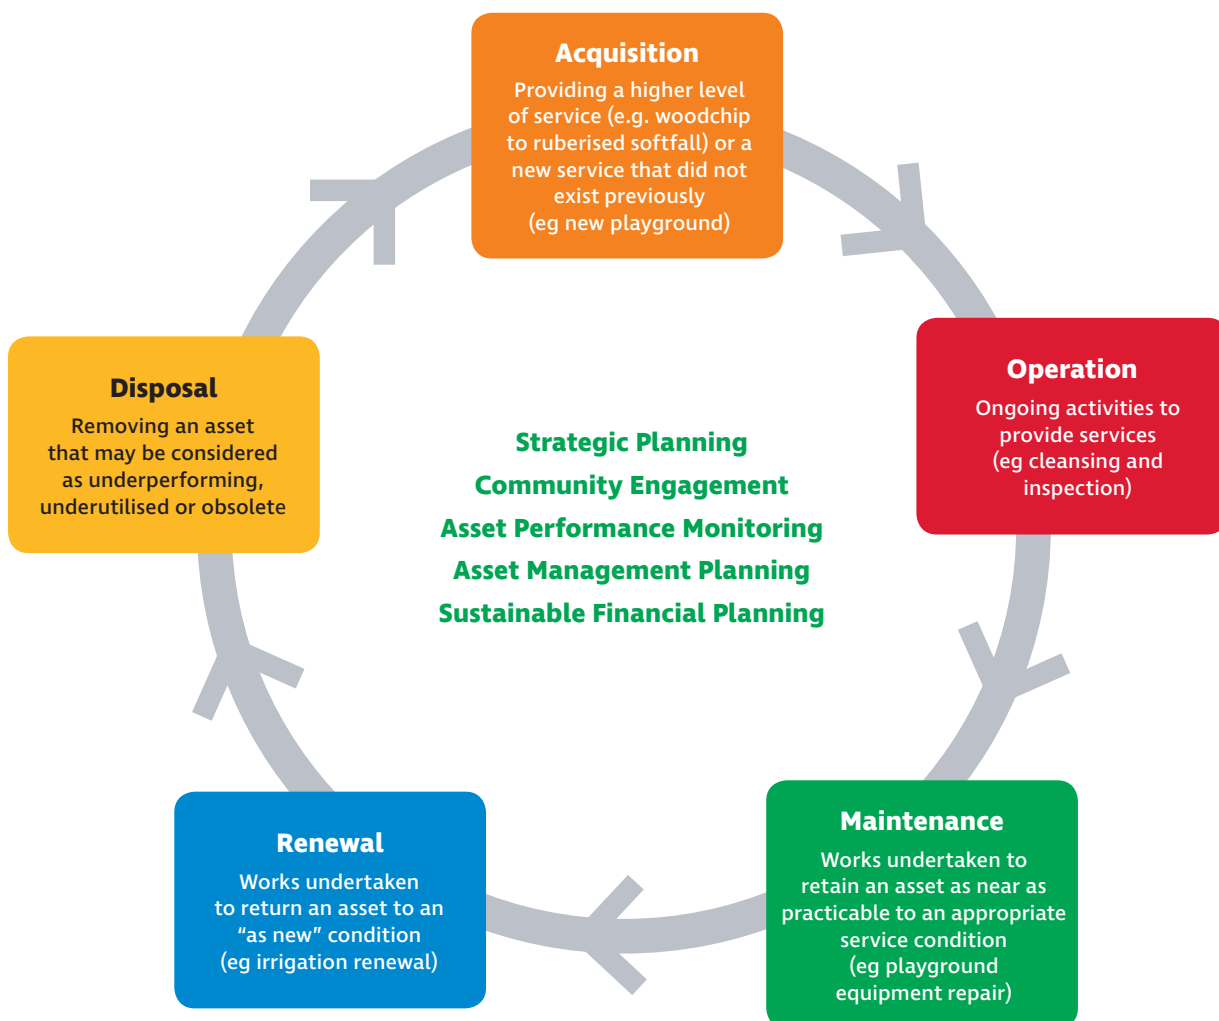 Acquisition
Providing a higher level
of service (e.g. woodchip
to ruberised softfall) or a
new service that did not
exist previously
(eg new playground)
Operation
Ongoing activities to
provide services
(eg cleansing and
inspection)
Maintenance
Works undertaken to
retain an asset as near as
practicable to an appropriate
service condition
(eg playground
equipment repair)
Renewal
Works undertaken
to return an asset to an
“as new” condition
(eg irrigation renewal)
Disposal
Removing an asset
that may be considered
as underperforming,
underutilised or obsolete
Strategic Planning
Community Engagement
Asset Performance Monitoring
Asset Management Planning
Sustainable Financial Planning